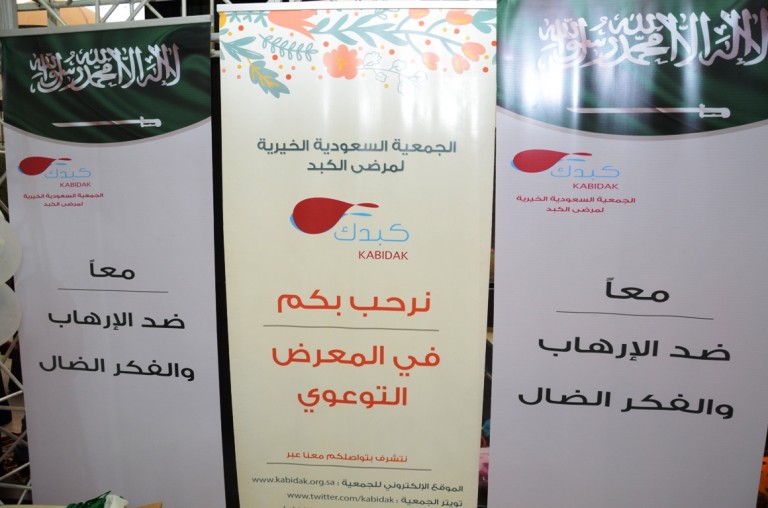 لا إله إلا الله محمد رسول الله
كبدك
KABIDAK
الجمعية السعودية الخيرية
لمرضى الكبد
معاً
ضد الإرهاب
والفكر الضال
الجمعية السعودية الخيرية
لمرضى الكبد
كبدك
KABIDAK
نرحب بكم
في المعرض
التوعوي
نتشرف بتواصلكم معنا عبر
الموقع الإلكتروني للجمعية : www.kabidak.org.sa
تويتر الجمعية : www.twitter.com/kabidak
لا إله إلا الله محمد رسول الله
كبدك
KABIDAK
الجمعية السعودية الخيرية
لمرضى الكبد
معاً
ضد الإرهاب
والفكر الضال